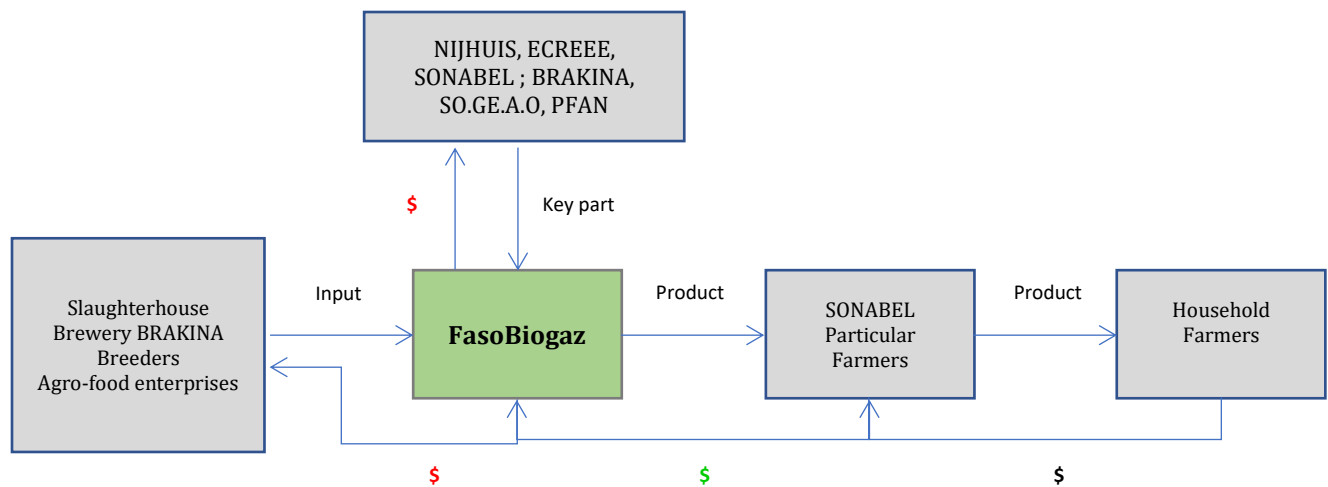 NIJHUIS, ECREEE,
SONABEL ; BRAKINA,
SO.GE.A.O, PFAN
$
Key part
Slaughterhouse
Brewery BRAKINA
Breeders
Agro-food enterprises
Input
FasoBiogaz
Product
SONABEL
Particular
Farmers
Product
Household
Farmers
$
$
$